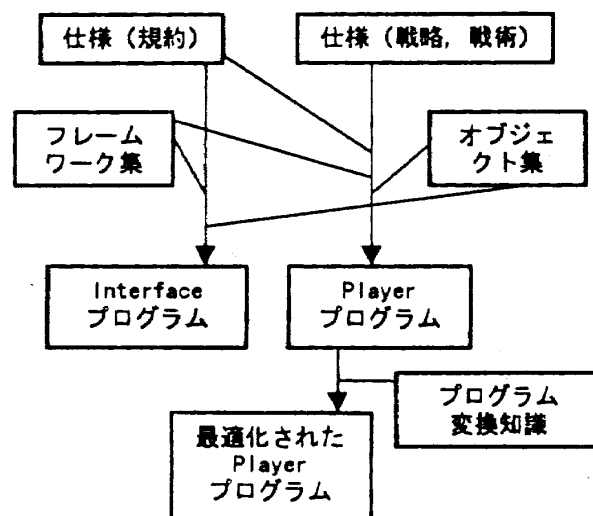 仕様（規約）
仕様（戦略，戦術）
フレーム
ワーク集
オブジェ
クト集
Interface
プログラム
Player
プログラム
プログラム
変換知識
最適化された
Player
プログラム